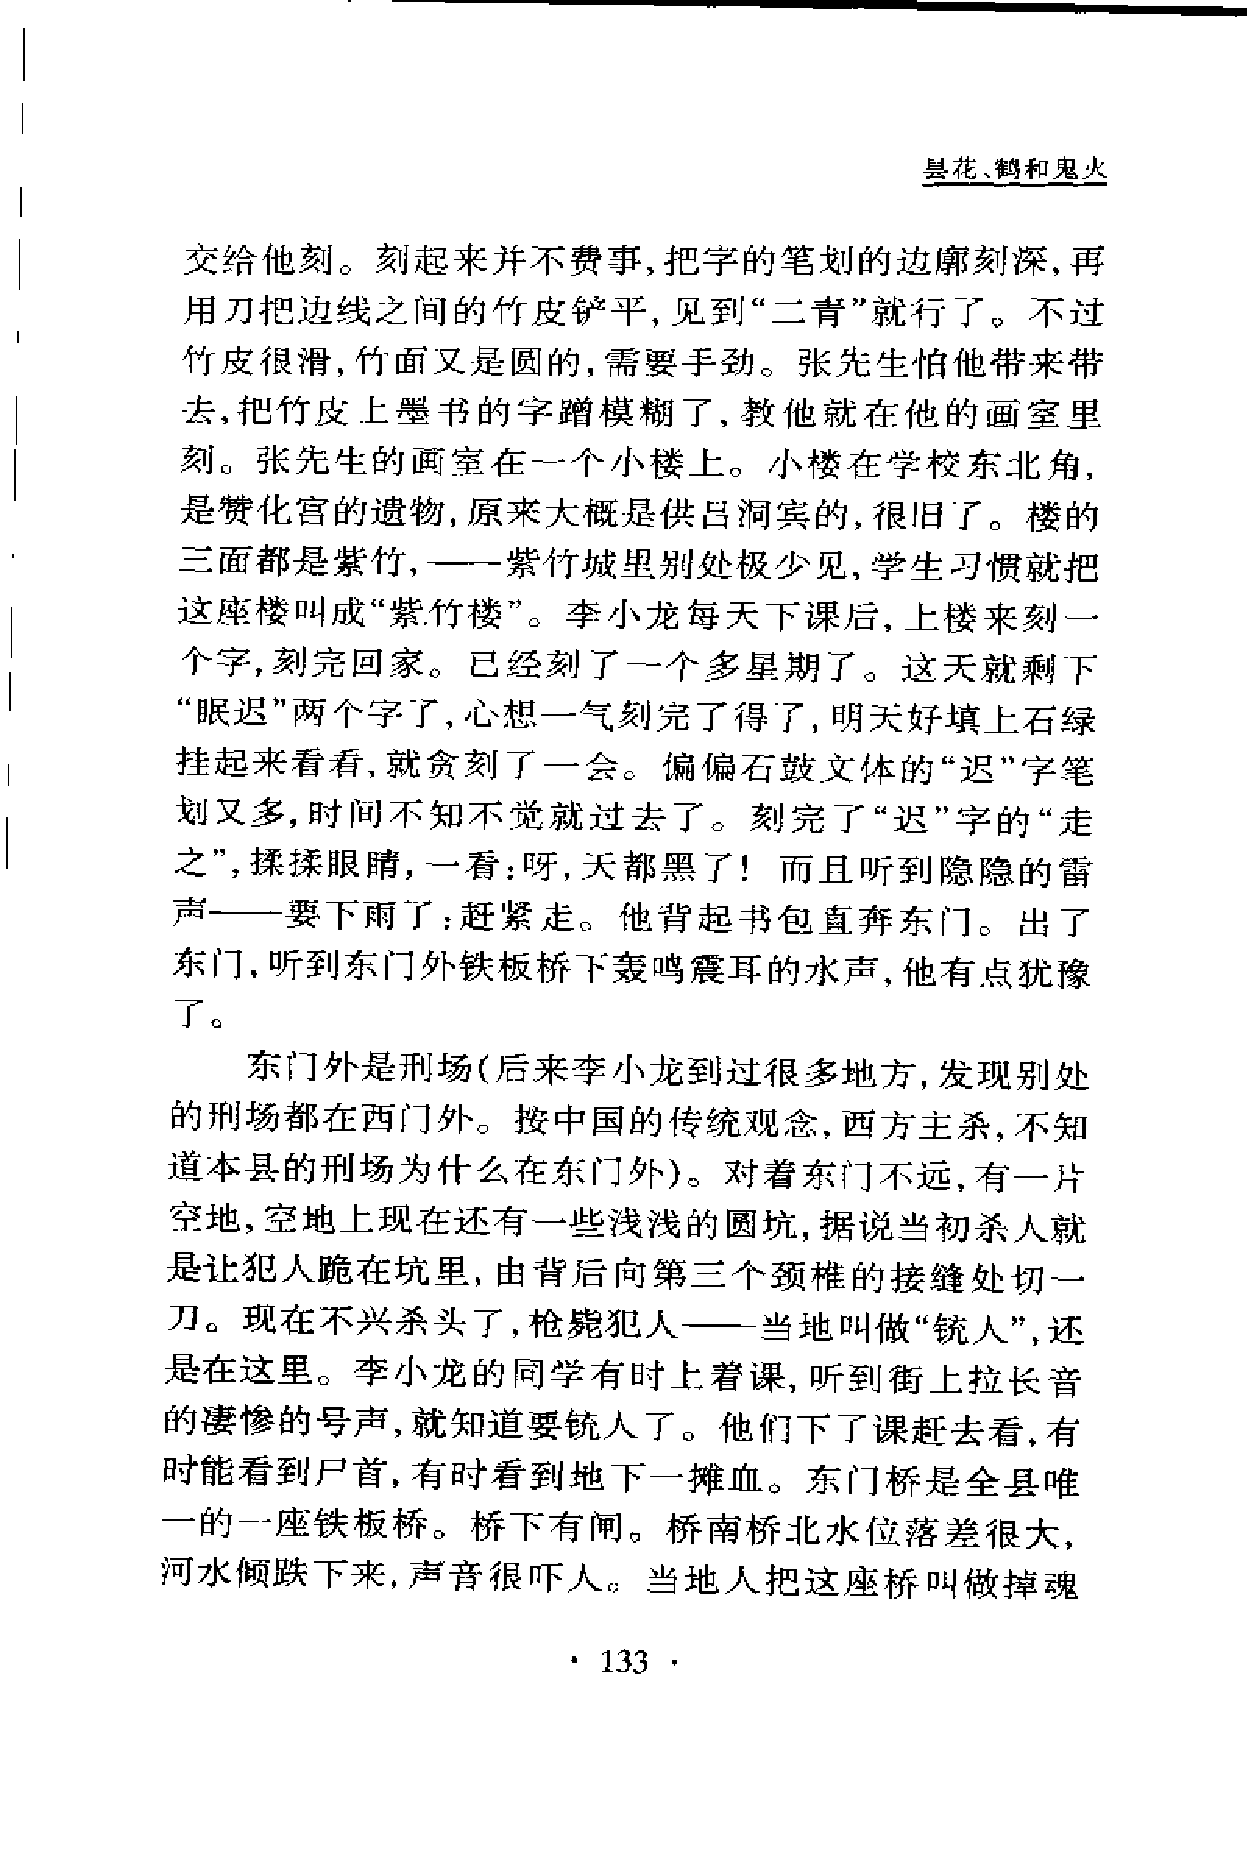 昙花、鹤和鬼火
交给他刻。刻起来并不费事,把字的笔划的边廓刻深,再
用刀把边线之间的竹皮铲平,见到“二青”就行了。不过
竹皮很滑,竹面又是圆的,需要手劲。张先生怕他带来带
去,把竹皮上墨书的字蹭模糊了,教他就在他的画室里
刻。张先生的画室在一个小楼上。小楼在学校东北角,
是赞化宫的遗物,原来大概是供吕洞宾的,很旧了。楼的
三面都是紫竹,——紫竹城里别处极少见,学生习惯就把
这座楼叫成“紫竹楼”。李小龙每天下课后,上楼来刻一
个字,刻完回家。已经刻了一个多星期了。这天就剩下
“眠迟”两个字了,心想一气刻完了得了,明天好填上石绿
挂起来看看,就贪刻了一会。偏偏石鼓文体的“迟”字笔
划又多,时间不知不觉就过去了。刻完了“迟”字的“走
之”,揉揉眼睛,一看:呀,天都黑了!而且听到隐隐的雷
声——要下雨了:赶紧走。他背起书包直奔东门。出了
东门,听到东门外铁板桥下轰鸣震耳的水声,他有点犹豫
了。
东门外是刑场(后来李小龙到过很多地方,发现别处
的刑场都在西门外。按中国的传统观念,西方主杀,不知
道本县的刑场为什么在东门外)。对着东门不远,有一片
空地,空地上现在还有一些浅浅的圆坑,据说当初杀人就
是让犯人跪在坑里,由背后向第三个颈椎的接缝处切一
刀。现在不兴杀头了,枪毙犯人——当地叫做“铳人”,还
是在这里。李小龙的同学有时上着课,听到街上拉长音
的凄惨的号声,就知道要铳人了。他们下了课赶去看,有
时能看到尸首,有时看到地下一摊血。东门桥是全县唯
一的一座铁板桥。桥下有闸。桥南桥北水位落差很大,
河水倾跌下来,声音很吓人。当地人把这座桥叫做掉魂
· 133 ·